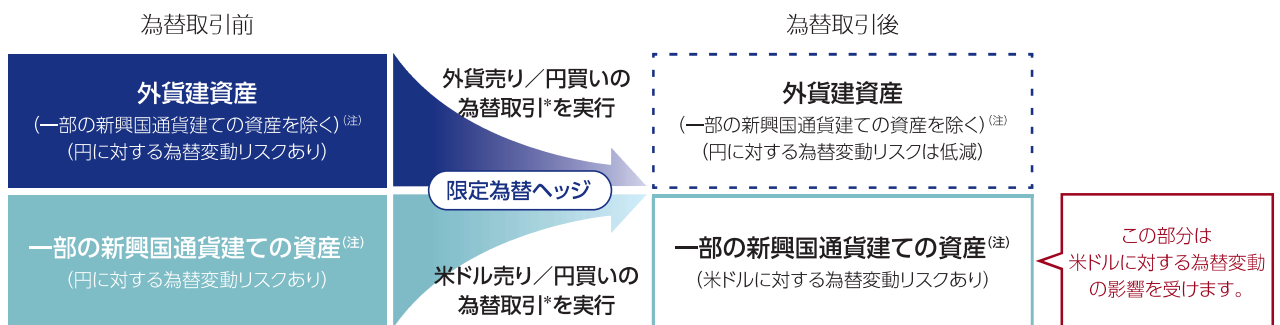 為替取引前
為替取引後
外貨建資産
(一部の新興国通貨建ての資産を除く)(注)
(円に対する為替変動リスクあり)
外貨売り/円買いの
為替取引*を実行
外貨建資産
(一部の新興国通貨建ての資産を除く)(注)
(円に対する為替変動リスクは低減)
限定為替ヘッジ
一部の新興国通貨建ての資産(注)
(円に対する為替変動リスクあり)
米ドル売り/円買いの
為替取引*を実行
一部の新興国通貨建ての資産(注)
(米ドルに対する為替変動リスクあり)
この部分は
米ドルに対する為替変動
の影響を受けます。